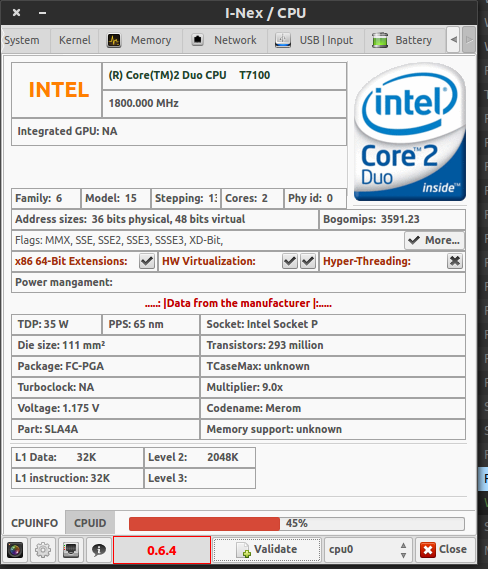 I-Nex / CPU
System Kernel Memory Network USB | Input Battery
INTEL
(R) Core(TM)2 Duo CPU T7100
1800.000 MHz
Integrated GPU: NA
intel
Core™2
Duo
inside™
Family: 6 Model: 15 Stepping: Cores: 2 Phy id: 0
Address sizes: 36 bits physical, 48 bits virtual Bogomips: 3591.23
Flags: MMX, SSE, SSE2, SSE3, SSSE3, XD-Bit, More...
x86 64-Bit Extensions: HW Virtualization: Hyper-Threading:
Power mangament:
.....: |Data from the manufacturer |:.....
TDP: 35 W PPS: 65 nm Socket: Intel Socket P
Die size: 111 mm² Transistors: 293 million
Package: FC-PGA TCaseMax: unknown
Turboclock: NA Multiplier: 9.0x
Voltage: 1.175 V Codename: Merom
Part: SLA4A Memory support: unknown
L1 Data: 32K Level 2: 2048K
L1 instruction: 32K Level 3:
CPUINFO CPUID 45%
0.6.4 Validate cpu0 Close